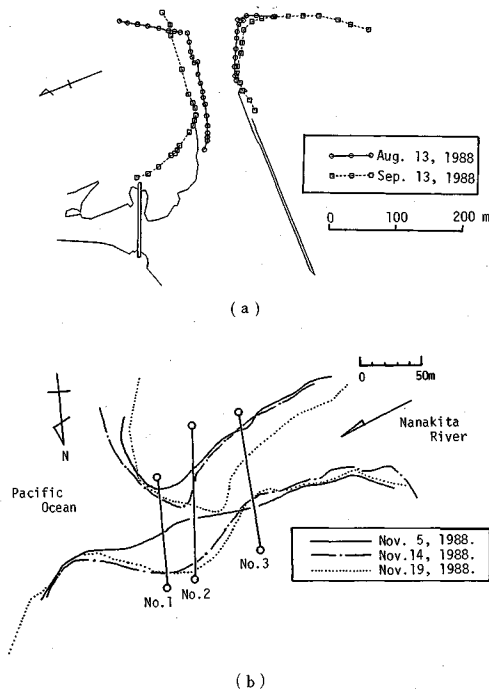 (a)
Aug. 13, 1988
Sep. 13, 1988
0 100 200 m
(b)
0 50m
N
Nanakita
River
Pacific
Ocean
No.1
No.2
No.3
Nov. 5, 1988.
Nov.14, 1988.
Nov.19, 1988.